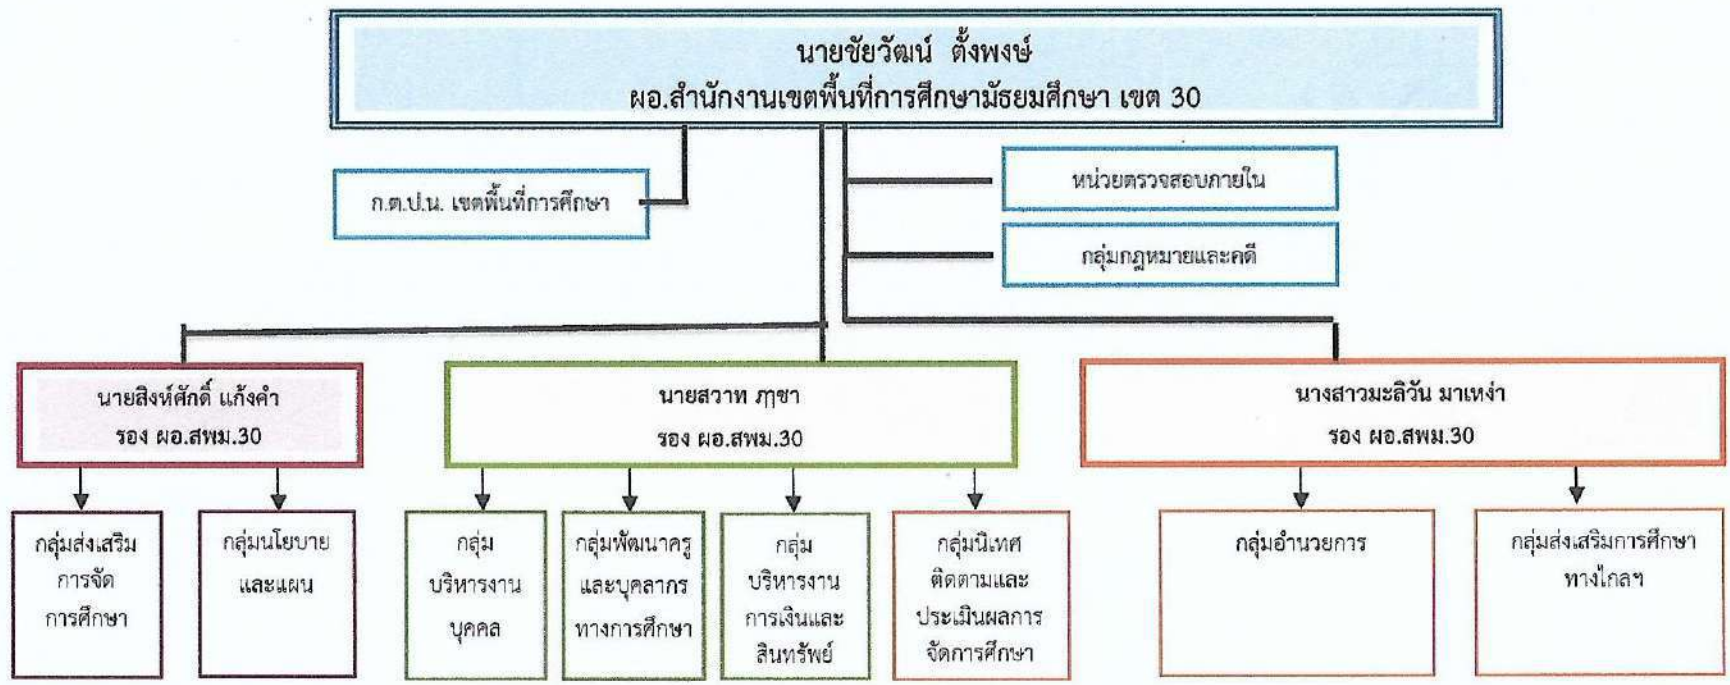 นายชัยวัฒน์ ตั้งพงษ์
ผอ.สำนักงานเขตพื้นที่การศึกษามัธยมศึกษา เขต 30
ก.ต.ป.น. เขตพื้นที่การศึกษา
หน่วยตรวจสอบภายใน
กลุ่มกฎหมายและคดี
นายสิงห์ศักดิ์ แก้งคำ
รอง ผอ.สพม.30
นายสวาท ฦๅชา
รอง ผอ.สพม.30
นางสาวมะลิวัน มาเหง่า
รอง ผอ.สพม.30
กลุ่มส่งเสริม
การจัด
การศึกษา
กลุ่มนโยบาย
และแผน
กลุ่ม
บริหารงาน
บุคคล
กลุ่มพัฒนาครู
และบุคลากร
ทางการศึกษา
กลุ่ม
บริหารงาน
การเงินและ
สินทรัพย์
กลุ่มนิเทศ
ติดตามและ
ประเมินผลการ
จัดการศึกษา
กลุ่มอำนวยการ
กลุ่มส่งเสริมการศึกษา
ทางไกลฯ